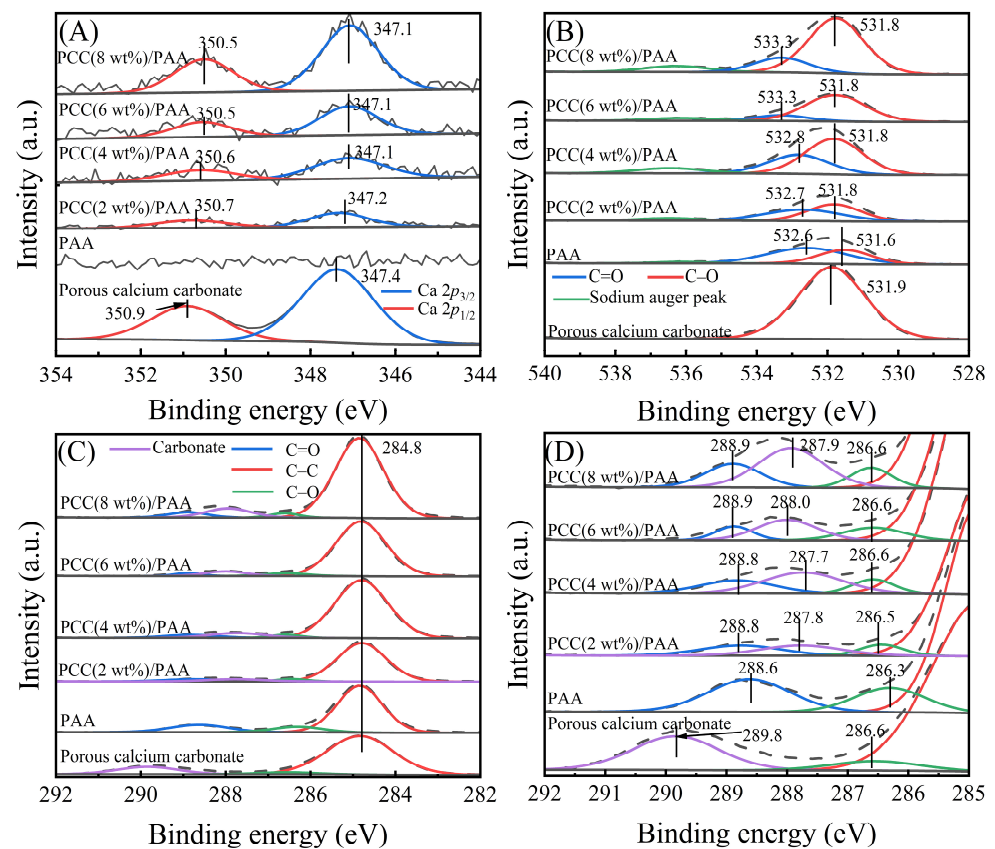 (A)
350.5
347.1
PCC(8 wt%)/PAA
350.5
347.1
PCC(6 wt%)/PAA
350.6
347.1
PCC(4 wt%)/PAA
350.7
347.2
PCC(2 wt%)/PAA
PAA
347.4
Porous calcium carbonate
350.9
Ca 2p3/2
Ca 2p1/2
354 352 350 348 346 344
Binding energy (eV)
Intensity (a.u.)
(B)
531.8
533.3
PCC(8 wt%)/PAA
531.8
533.3
PCC(6 wt%)/PAA
532.8
531.8
PCC(4 wt%)/PAA
532.7
531.8
PCC(2 wt%)/PAA
532.6
531.6
PAA
C=O
C–O
531.9
Sodium auger peak
Porous calcium carbonate
540 538 536 534 532 530 528
Binding energy (eV)
Intensity (a.u.)
(C)
Carbonate
C=O
C–C
C–O
284.8
PCC(8 wt%)/PAA
PCC(6 wt%)/PAA
PCC(4 wt%)/PAA
PCC(2 wt%)/PAA
PAA
Porous calcium carbonate
292 290 288 286 284 282
Binding energy (eV)
Intensity (a.u.)
(D)
288.9
287.9
286.6
PCC(8 wt%)/PAA
288.9
288.0
286.6
PCC(6 wt%)/PAA
288.8
287.7
286.6
PCC(4 wt%)/PAA
288.8
287.8
286.5
PCC(2 wt%)/PAA
288.6
286.3
PAA
Porous calcium carbonate
289.8
286.6
292 291 290 289 288 287 286 285
Binding cncrgy (cV)
Intensity (a.u.)